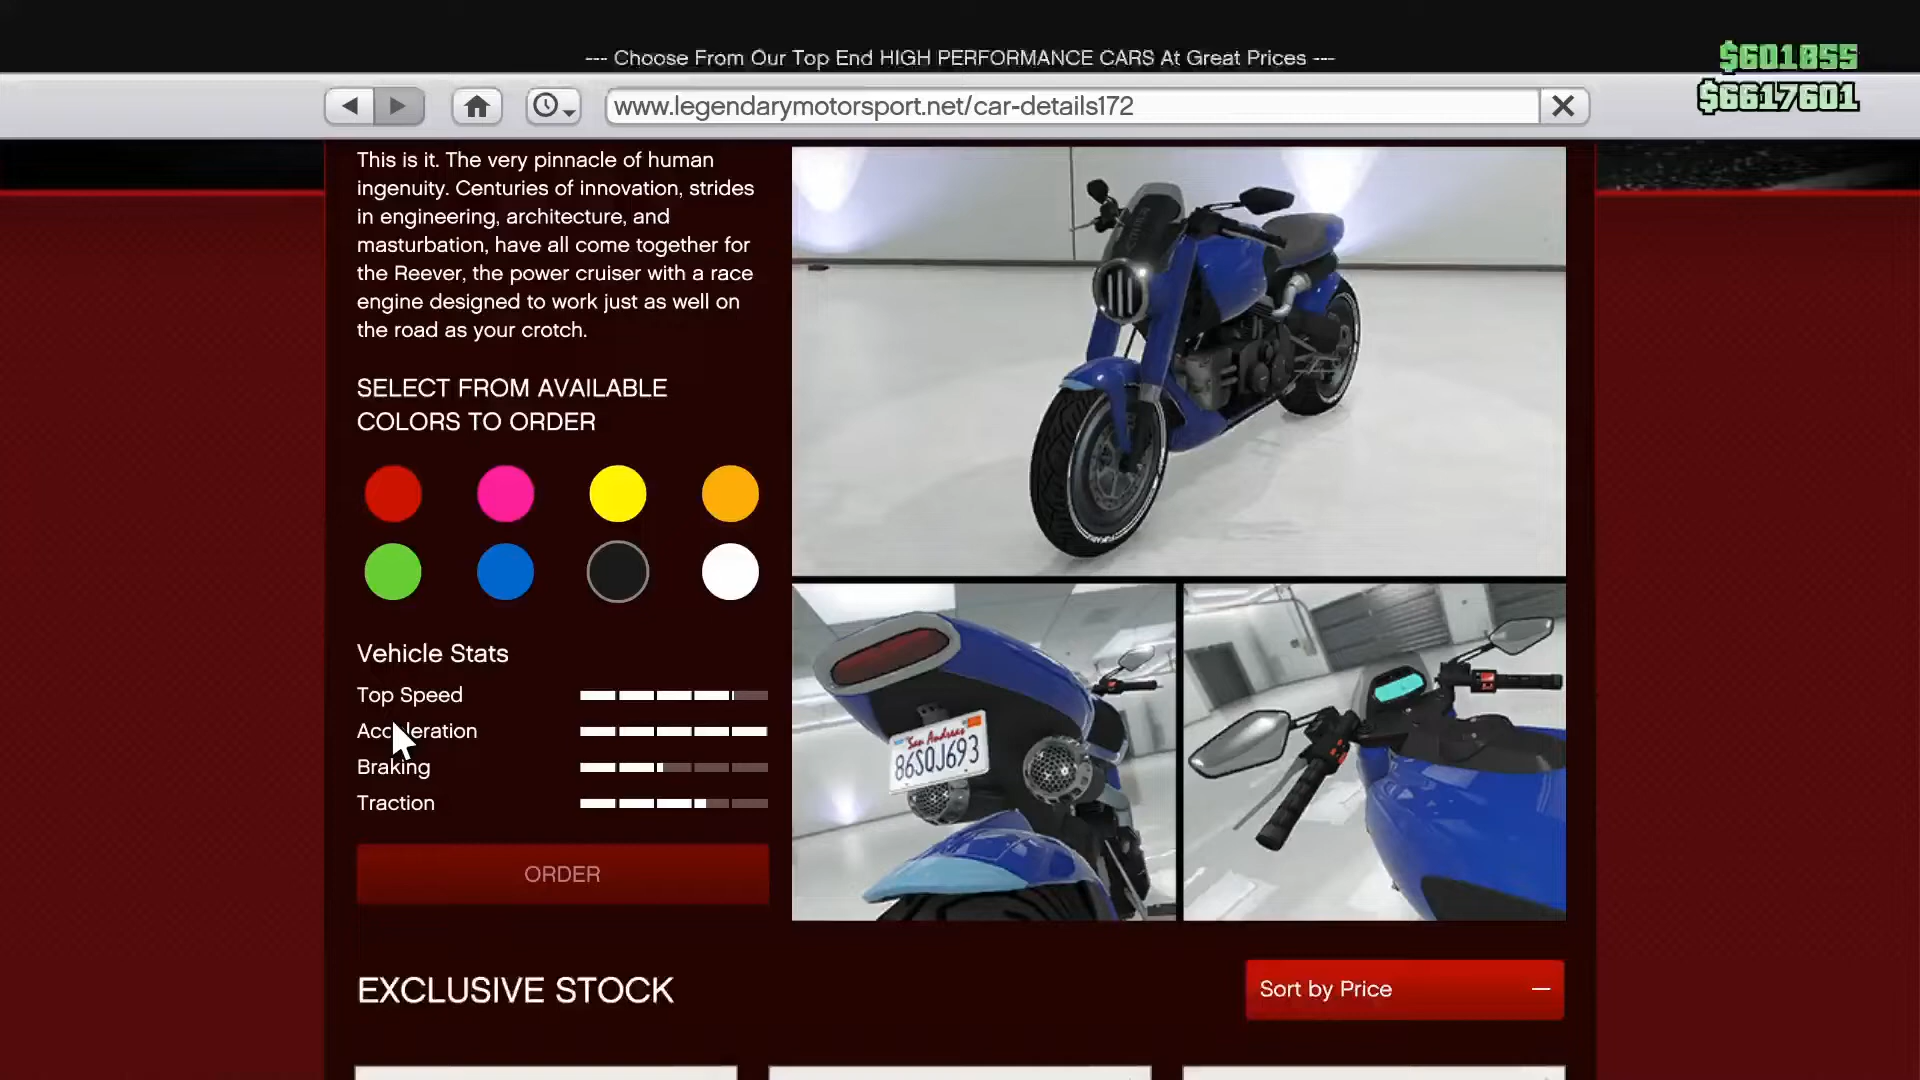 --- Choose From Our Top End HIGH PERFORMANCE CARS At Great Prices ---
$601855
$6617601
www.legendarymotorsport.net/car-details172
This is it. The very pinnacle of human
ingenuity. Centuries of innovation, strides
in engineering, architecture, and
masturbation, have all come together for
the Reever, the power cruiser with a race
engine designed to work just as well on
the road as your crotch.
SELECT FROM AVAILABLE
COLORS TO ORDER
Vehicle Stats
Top Speed
Acceleration
Braking
Traction
ORDER
San Andreas
86SQJ693
EXCLUSIVE STOCK
Sort by Price